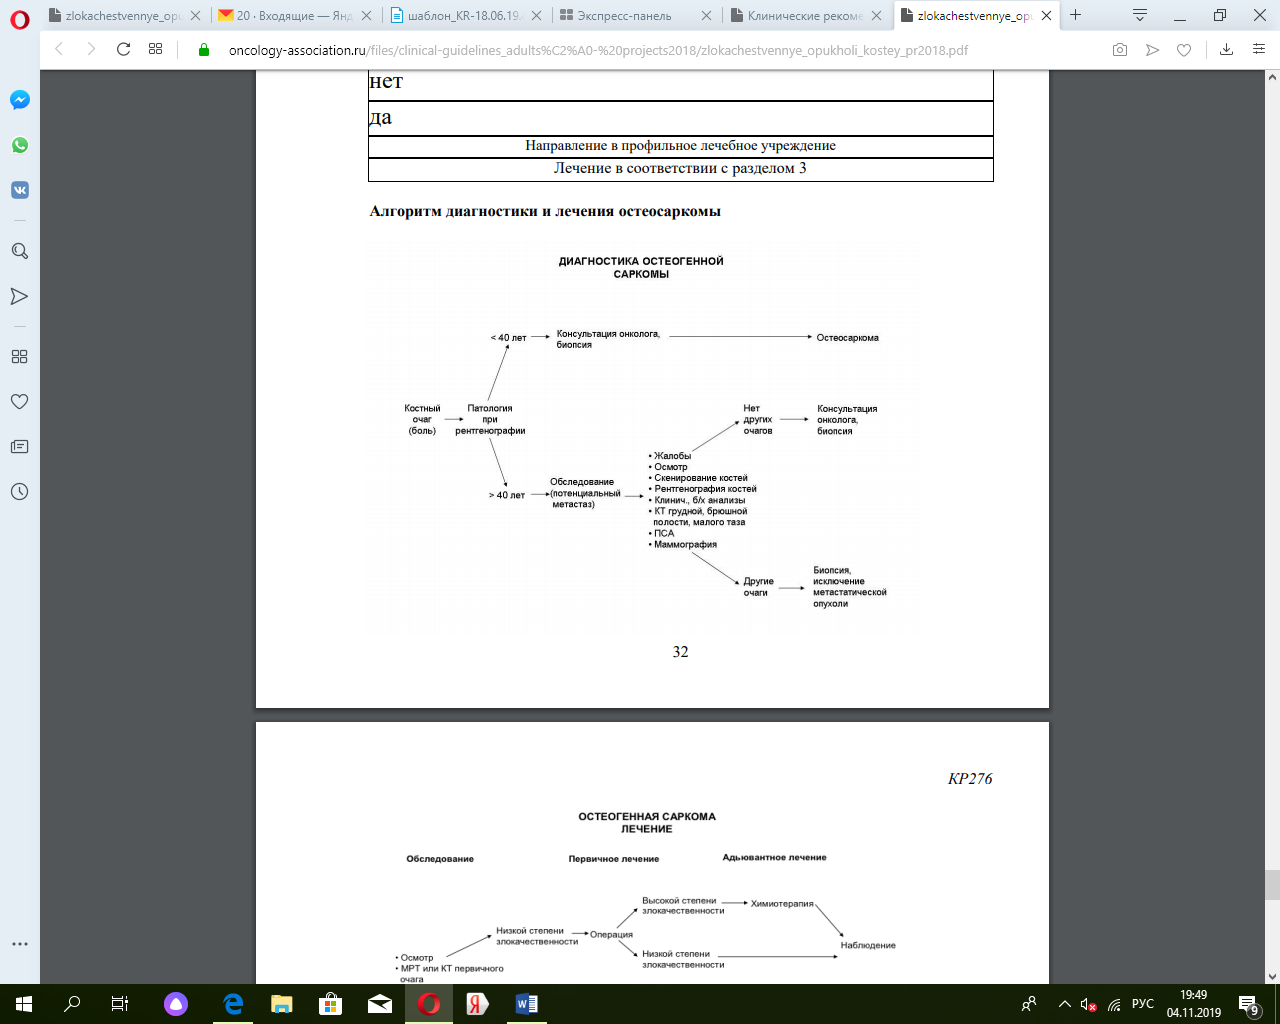 zlokachestvennye_opu
20 · Входящие — Янд
шаблон_KR-18.06.19.
Экспресс-панель
Клинические рекоме
zlokachestvennye_opu
oncology-association.ru/files/clinical-guidelines_adults%C2%A0-%20projects2018/zlokachestvennye_opukholi_kostey_pr2018.pdf
нет
да
Направление в профильное лечебное учреждение
Лечение в соответствии с разделом 3
Алгоритм диагностики и лечения остеосаркомы
ДИАГНОСТИКА ОСТЕОГЕННОЙ
САРКОМЫ
< 40 лет
Консультация онколога,
биопсия
Остеосаркома
Костный
очаг
(боль)
Патология
при
рентгенографии
Нет
других
очагов
Консультация
онколога,
биопсия
> 40 лет
Обследование
(потенциальный
метастаз)
• Жалобы
• Осмотр
• Скенирование костей
• Рентгенография костей
• Клинич., б/х анализы
• КТ грудной, брюшной
полости, малого таза
• ПСА
• Маммография
Другие
очаги
Биопсия,
исключение
метастатической
опухоли
32
КР276
ОСТЕОГЕННАЯ САРКОМА
ЛЕЧЕНИЕ
Обследование
Первичное лечение
Адьювантное лечение
Высокой степени
злокачественности
Химиотерапия
Низкой степени
злокачественности
Операция
Наблюдение
Низкой степени
злокачественности
• Осмотр
• МРТ или КТ первичного
очага
РУС
19:49
04.11.2019
9